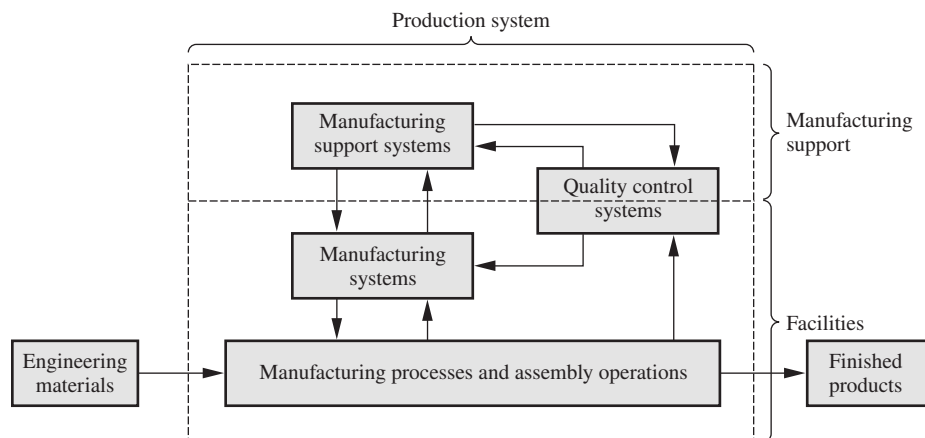 Production system
Manufacturing
support systems
Manufacturing
support
Quality control
systems
Manufacturing
systems
Facilities
Engineering
materials
Manufacturing processes and assembly operations
Finished
products